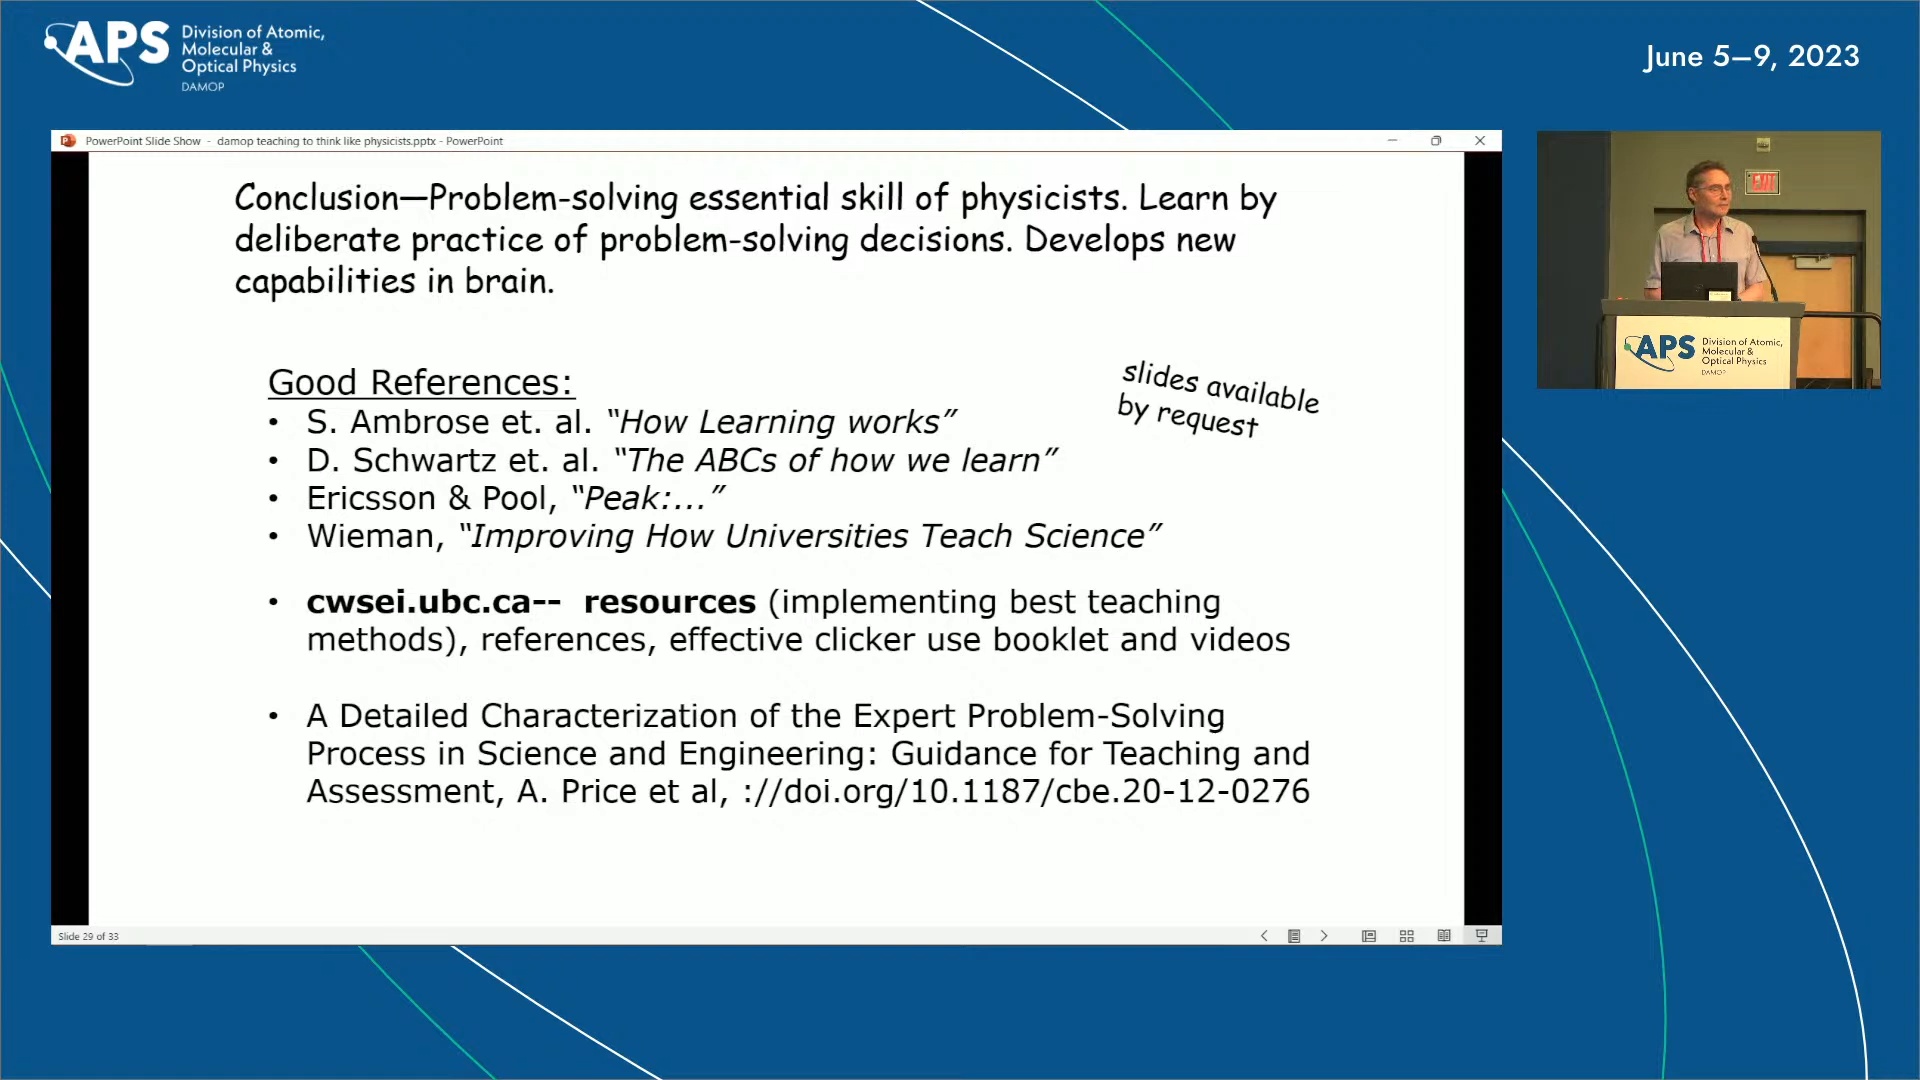 APS
Division of Atomic,
Molecular &
Optical Physics
DAMOP
June 5–9, 2023
PowerPoint Slide Show - damop teaching to think like physicists.pptx - PowerPoint
Conclusion—Problem-solving essential skill of physicists. Learn by
deliberate practice of problem-solving decisions. Develops new
capabilities in brain.
Good References:
• S. Ambrose et. al. “How Learning works”
• D. Schwartz et. al. “The ABCs of how we learn”
• Ericsson & Pool, “Peak:...”
• Wieman, “Improving How Universities Teach Science”
slides available
by request
• cwsei.ubc.ca-- resources (implementing best teaching
methods), references, effective clicker use booklet and videos
• A Detailed Characterization of the Expert Problem-Solving
Process in Science and Engineering: Guidance for Teaching and
Assessment, A. Price et al, ://doi.org/10.1187/cbe.20-12-0276
Slide 29 of 33
EXIT
APS
Division of Atomic,
Molecular &
Optical Physics
DAMOP